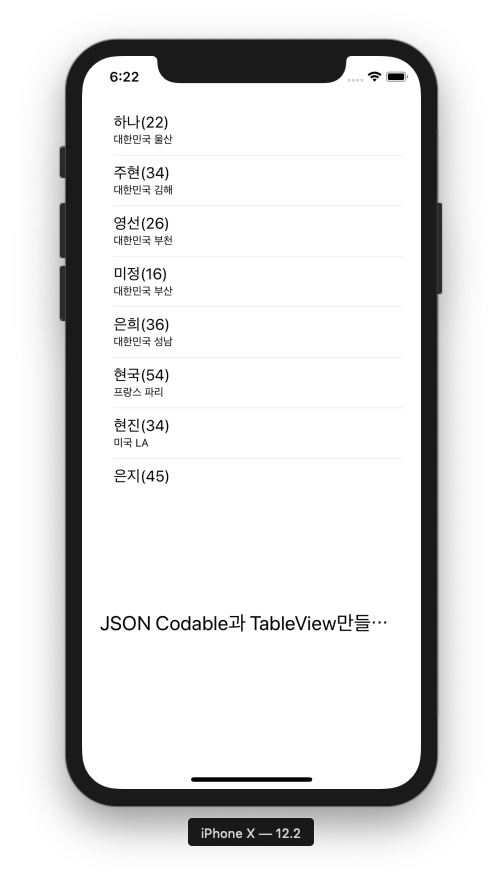 6:22
하나(22)
대한민국 울산
주현(34)
대한민국 김해
영선(26)
대한민국 부천
미정(16)
대한민국 부산
은희(36)
대한민국 성남
현국(54)
프랑스 파리
현진(34)
미국 LA
은지(45)
JSON Codable과 TableView만들…
iPhone X — 12.2